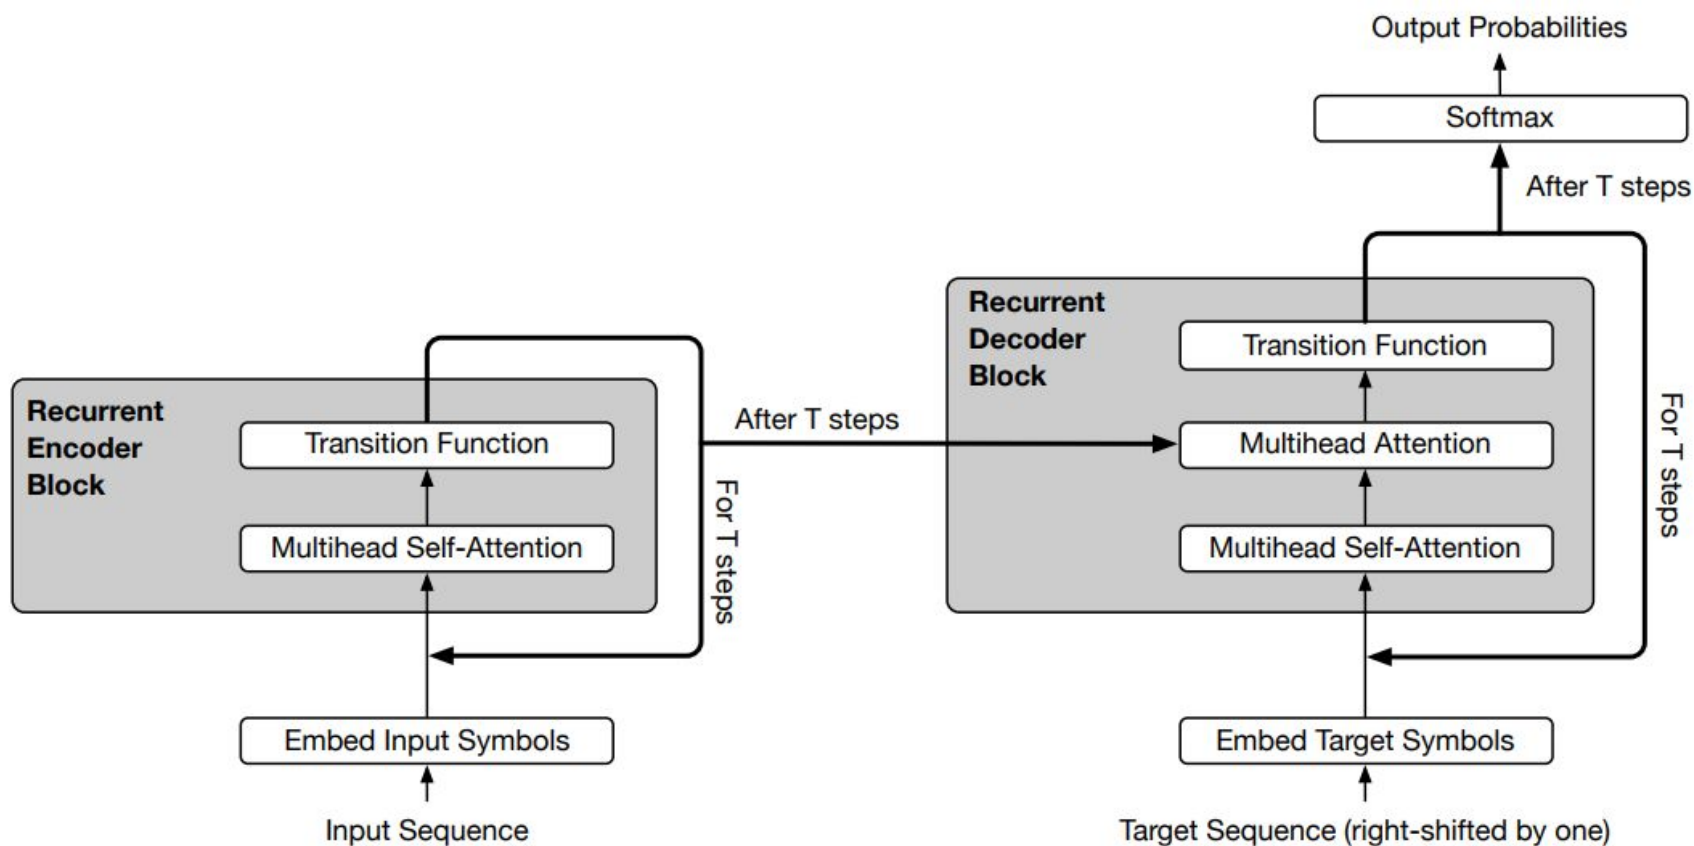 Output Probabilities
Softmax
After T steps
Recurrent
Decoder
Block
Transition Function
For T steps
Multihead Attention
Multihead Self-Attention
Embed Target Symbols
Target Sequence (right-shifted by one)
After T steps
Recurrent
Encoder
Block
Transition Function
For T steps
Multihead Self-Attention
Embed Input Symbols
Input Sequence